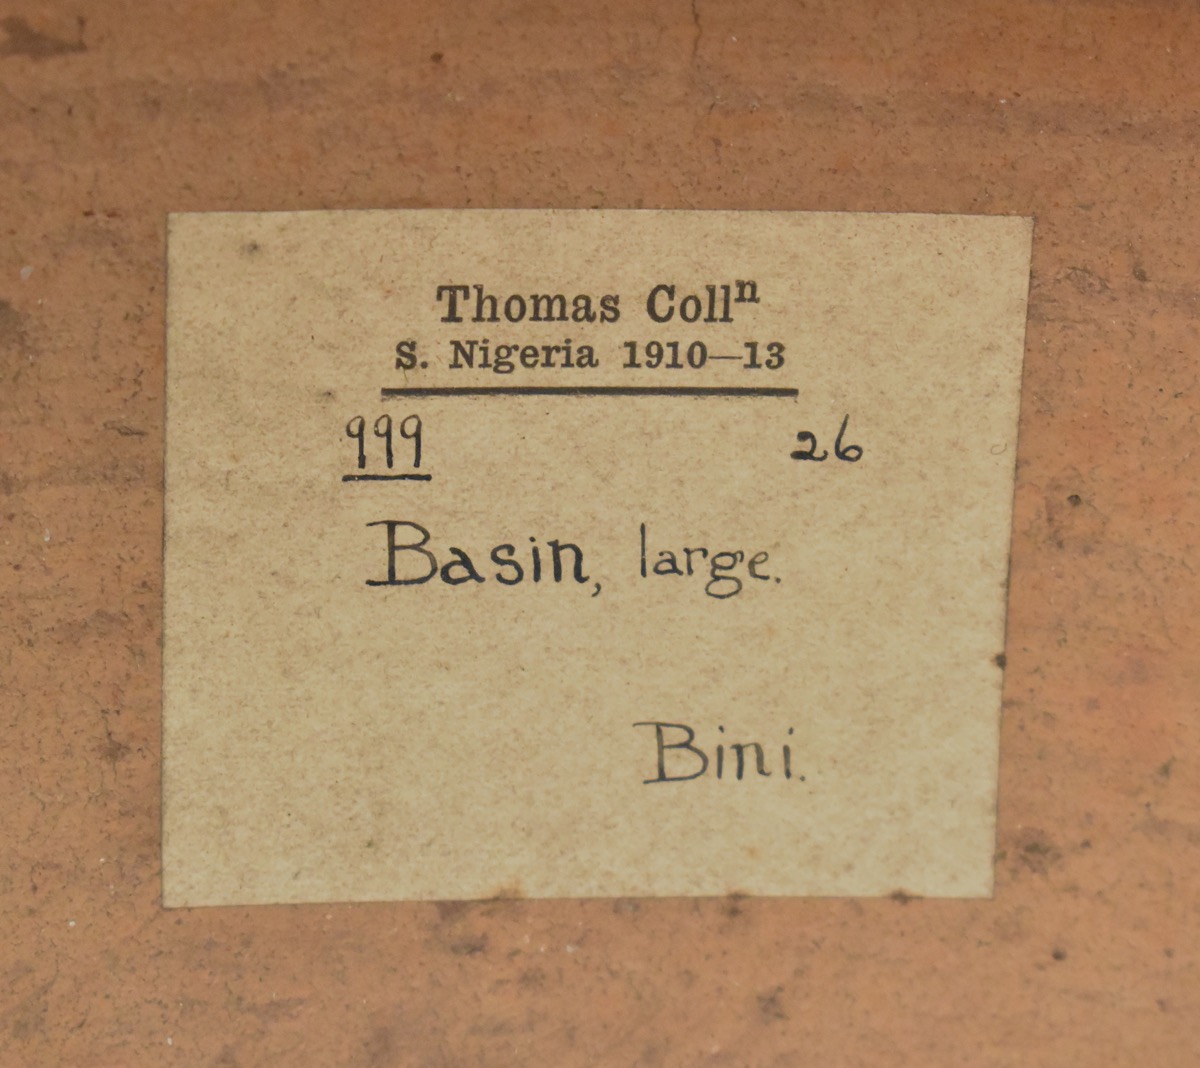 Thomas Collⁿ
S. Nigeria 1910—13
999 26
Basin, large.
Bini.